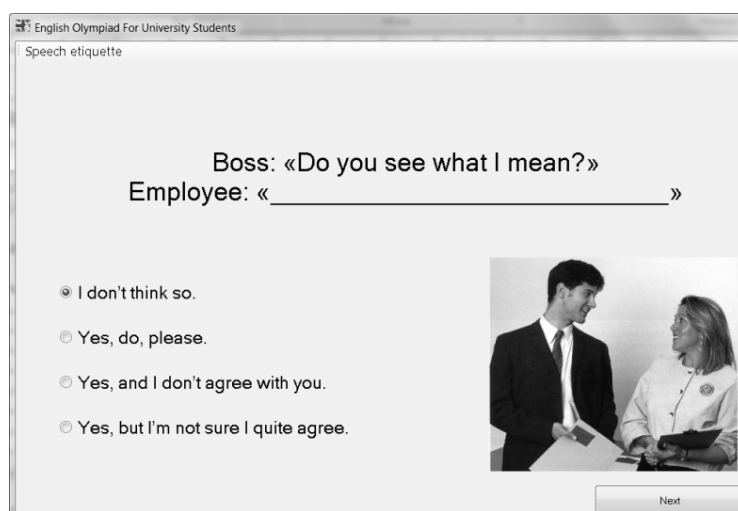 English Olympiad For University Students
Speech etiquette
Boss: «Do you see what I mean?»
Employee: «____________________________»
I don't think so.
Yes, do, please.
Yes, and I don't agree with you.
Yes, but I'm not sure I quite agree.
Next